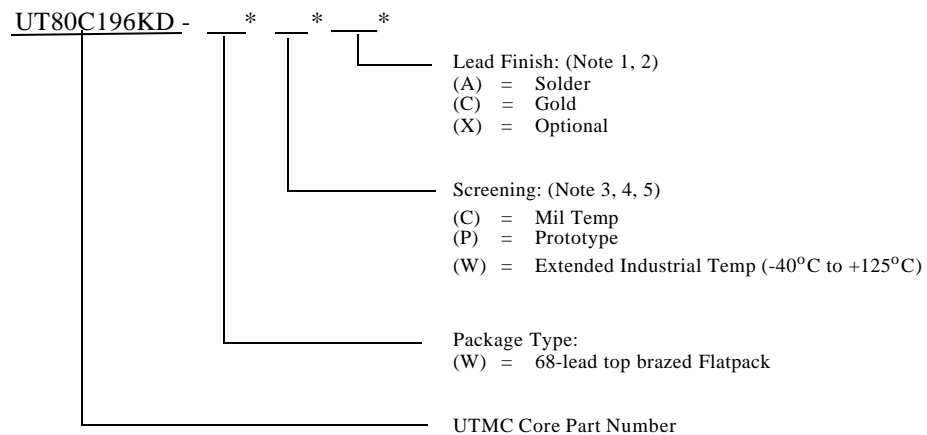 UT80C196KD - ___* ___* ___*
Lead Finish: (Note 1, 2)
(A) = Solder
(C) = Gold
(X) = Optional
Screening: (Note 3, 4, 5)
(C) = Mil Temp
(P) = Prototype
(W) = Extended Industrial Temp (-40°C to +125°C)
Package Type:
(W) = 68-lead top brazed Flatpack
UTMC Core Part Number